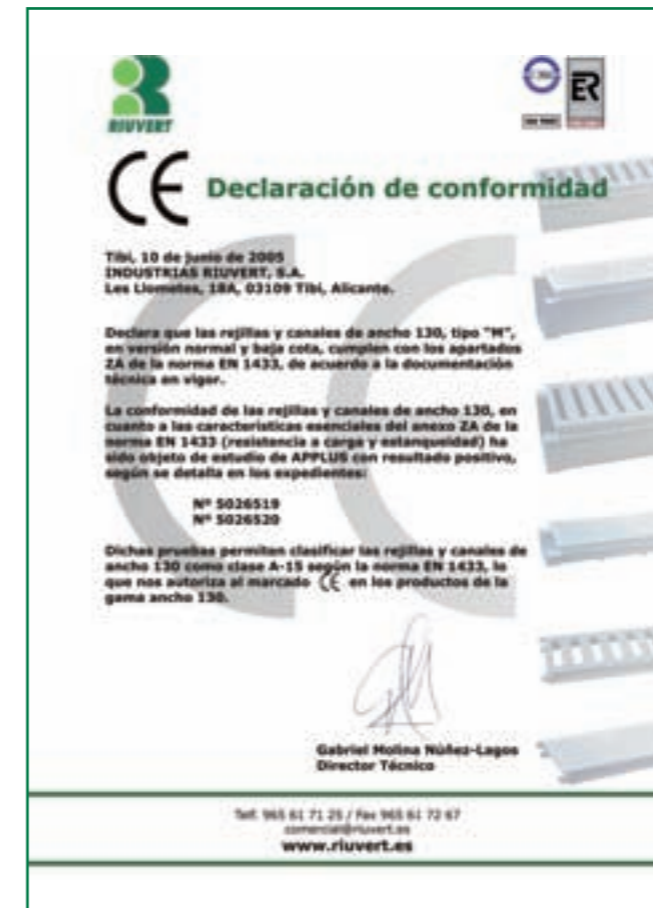 RIUVERT
ER
CE Declaración de conformidad
Tibi, 10 de junio de 2005
INDUSTRIAS RIUVERT, S.A.
Les Llometes, 18A, 03109 Tibi, Alicante.
Declara que las rejillas y canales de ancho 130, tipo "M",
en versión normal y baja cota, cumplen con los apartados
ZA de la norma EN 1433, de acuerdo a la documentación
técnica en vigor.
La conformidad de las rejillas y canales de ancho 130, en
cuanto a las características esenciales del anexo ZA de la
norma EN 1433 (resistencia a carga y estanqueidad) ha
sido objeto de estudio de APPLUS con resultado positivo,
según se detalla en los expedientes:
Nº 5026519
Nº 5026520
Dichas pruebas permiten clasificar las rejillas y canales de
ancho 130 como clase A-15 según la norma EN 1433, lo
que nos autoriza al marcado CE en los productos de la
gama ancho 130.
Gabriel Molina Núñez-Lagos
Director Técnico
Telf. 965 61 71 25 / Fax 965 61 72 67
comercial@riuvert.es
www.riuvert.es